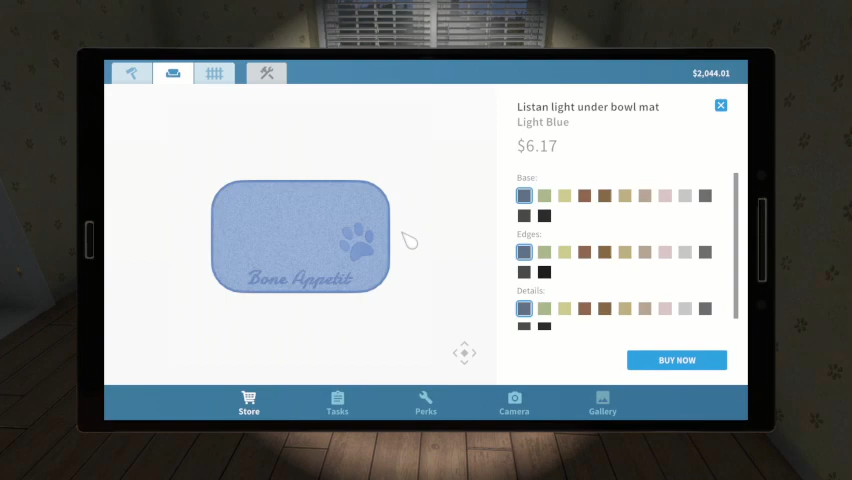 $2,044.01
Listan light under bowl mat
Light Blue
$6.17
Base:
Edges:
Details:
Bone Appetit
BUY NOW
Store
Tasks
Perks
Camera
Gallery